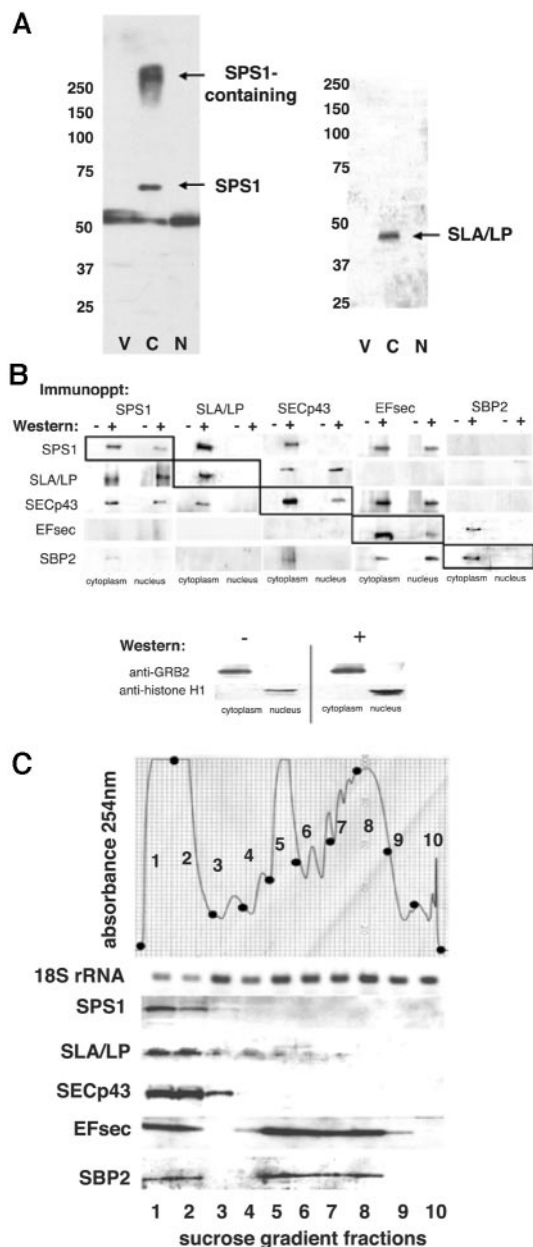 A
250
150
100
75
50
37
25
SPS1-
containing
SPS1
V C N
250
150
100
75
50
37
25
SLA/LP
V C N
B
Immunoppt:
SPS1 SLA/LP SECp43 EFsec SBP2
Western: - + - + - + - + - + - + - + - + - + - +
SPS1
SLA/LP
SECp43
EFsec
SBP2
cytoplasm nucleus cytoplasm nucleus cytoplasm nucleus cytoplasm nucleus cytoplasm nucleus
Western: - +
anti-GRB2
anti-histone H1
cytoplasm nucleus cytoplasm nucleus
C
absorbance 254nm
1 2 3 4 5 6 7 8 9 10
18S rRNA
SPS1
SLA/LP
SECp43
EFsec
SBP2
1 2 3 4 5 6 7 8 9 10
sucrose gradient fractions